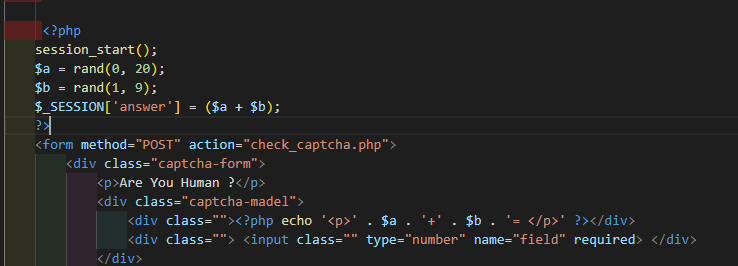 <?php
session_start();
$a = rand(0, 20);
$b = rand(1, 9);
$_SESSION['answer'] = ($a + $b);
?>
<form method="POST" action="check_captcha.php">
<div class="captcha-form">
<p>Are You Human ?</p>
<div class="captcha-madel">
<div class=""><?php echo '<p>' . $a . '+' . $b . '= </p>' ?></div>
<div class=""> <input class="" type="number" name="field" required> </div>
</div>